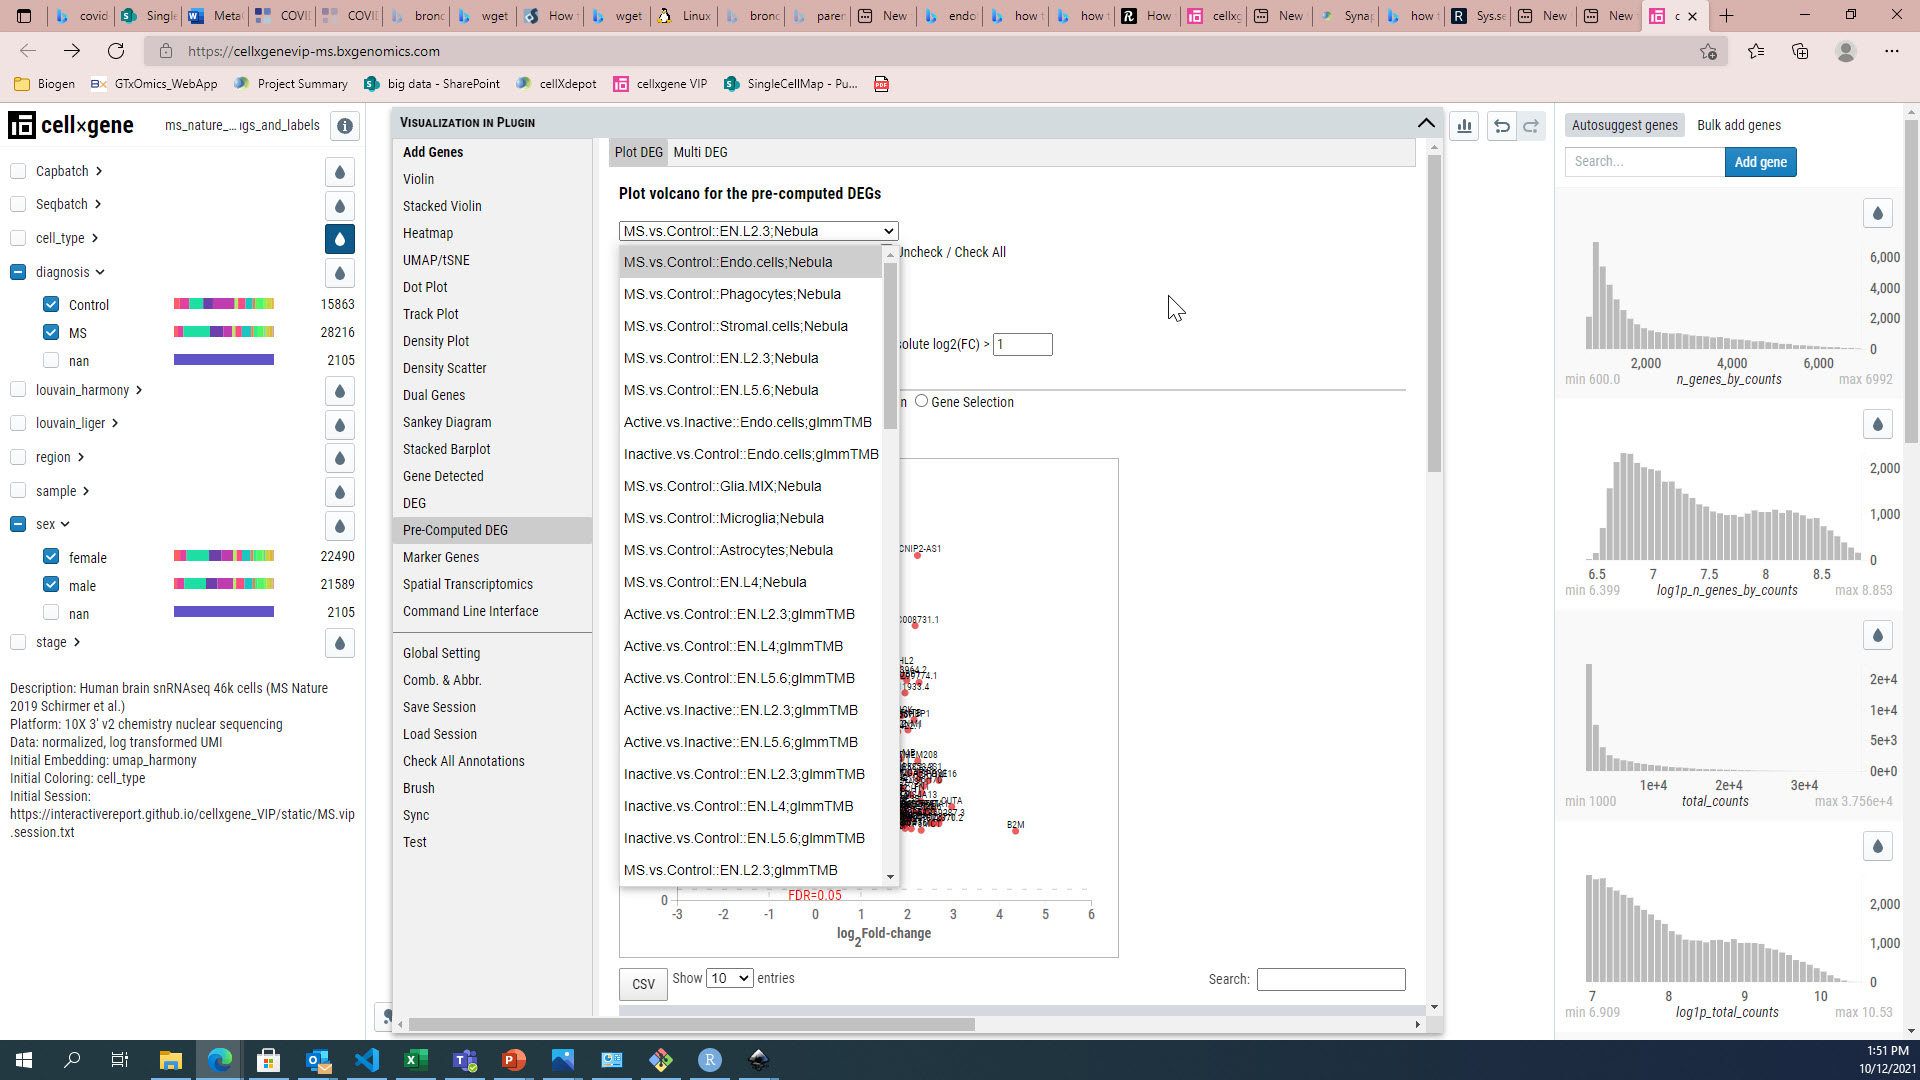 covid
Single
Meta
COVID
COVID
bronc
wget
How t
wget
Linux
bronc
parer
New
endo
how t
how t
How
cellxg
New
Synap
how t
Sys.se
New
New
c
https://cellxgenevip-ms.bxgenomics.com
Biogen
GTxOmics_WebApp
Project Summary
big data - SharePoint
cellXdepot
cellxgene VIP
SingleCellMap - Pu...
cell×gene
ms_nature_... ıgs_and_labels
Capbatch
Seqbatch
cell_type
diagnosis
Control 15863
MS 28216
nan 2105
louvain_harmony
louvain_liger
region
sample
sex
female 22490
male 21589
nan 2105
stage
Description: Human brain snRNAseq 46k cells (MS Nature
2019 Schirmer et al.)
Platform: 10X 3' v2 chemistry nuclear sequencing
Data: normalized, log transformed UMI
Initial Embedding: umap_harmony
Initial Coloring: cell_type
Initial Session:
https://interactivereport.github.io/cellxgene_VIP/static/MS.vip
.session.txt
Visualization in Plugin
Add Genes
Violin
Stacked Violin
Heatmap
UMAP/tSNE
Dot Plot
Track Plot
Density Plot
Density Scatter
Dual Genes
Sankey Diagram
Stacked Barplot
Gene Detected
DEG
Pre-Computed DEG
Marker Genes
Spatial Transcriptomics
Command Line Interface
Global Setting
Comb. & Abbr.
Save Session
Load Session
Check All Annotations
Brush
Sync
Test
Plot DEG Multi DEG
Plot volcano for the pre-computed DEGs
MS.vs.Control::EN.L2.3;Nebula
Uncheck / Check All
MS.vs.Control::Endo.cells;Nebula
MS.vs.Control::Phagocytes;Nebula
MS.vs.Control::Stromal.cells;Nebula
solute log2(FC) > 1
MS.vs.Control::EN.L2.3;Nebula
MS.vs.Control::EN.L5.6;Nebula
n Gene Selection
Active.vs.Inactive::Endo.cells;glmmTMB
Inactive.vs.Control::Endo.cells;glmmTMB
MS.vs.Control::Glia.MIX;Nebula
MS.vs.Control::Microglia;Nebula
MS.vs.Control::Astrocytes;Nebula
MS.vs.Control::EN.L4;Nebula
Active.vs.Control::EN.L2.3;glmmTMB
Active.vs.Control::EN.L4;glmmTMB
Active.vs.Control::EN.L5.6;glmmTMB
Active.vs.Inactive::EN.L2.3;glmmTMB
Active.vs.Inactive::EN.L5.6;glmmTMB
Inactive.vs.Control::EN.L2.3;glmmTMB
Inactive.vs.Control::EN.L4;glmmTMB
Inactive.vs.Control::EN.L5.6;glmmTMB
MS.vs.Control::EN.L2.3;glmmTMB
CNIP2-AS1
C008731.1
HL2
3964.2
69774.1
11933.4
B2M
FDR=0.05
0
-3 -2 -1 0 1 2 3 4 5 6
log2Fold-change
CSV Show 10 entries
Search:
Autosuggest genes Bulk add genes
Search... Add gene
6,000
4,000
2,000
0
2,000 4,000 6,000
min 600.0 n_genes_by_counts max 6992
2,000
1,000
0
6.5 7 7.5 8 8.5
min 6.399 log1p_n_genes_by_counts max 8.853
2e+4
1e+4
5e+3
0e+0
1e+4 2e+4 3e+4
min 1000 total_counts max 3.756e+4
2,000
1,000
0
7 8 9 10
min 6.909 log1p_total_counts max 10.53
1:51 PM
10/12/2021